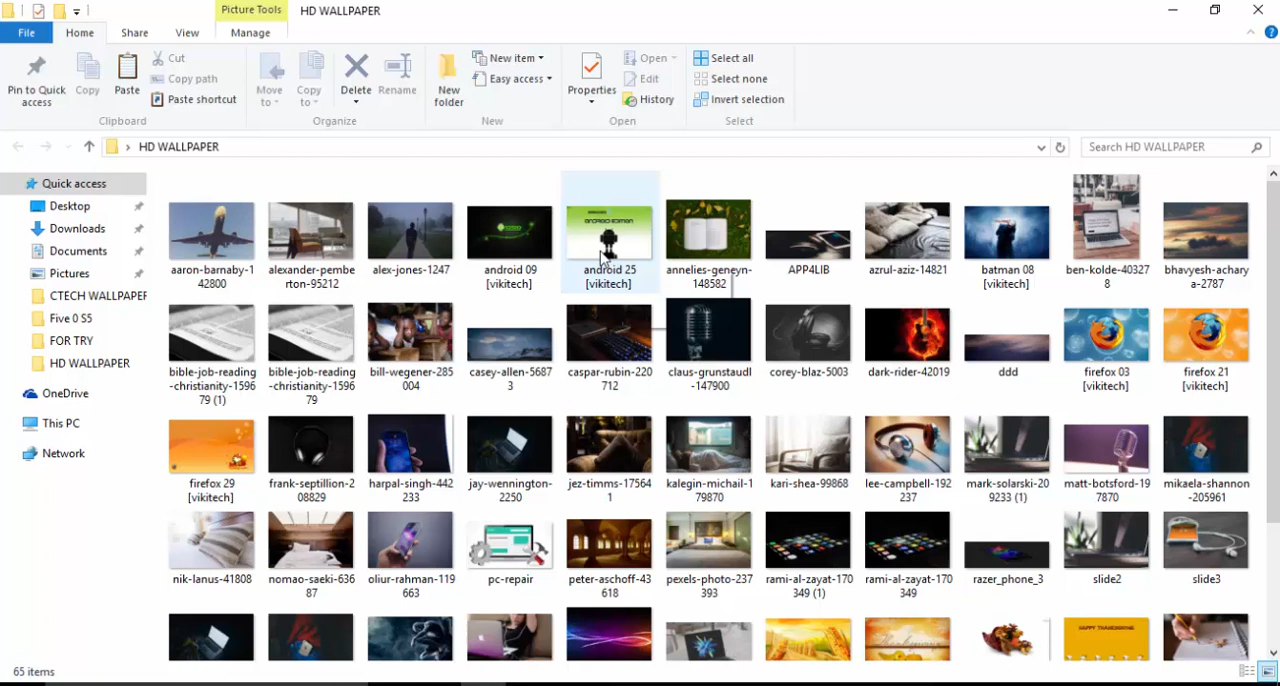 Picture Tools
HD WALLPAPER
File
Home
Share
View
Manage
Pin to Quick
access
Copy
Paste
Cut
Copy path
Paste shortcut
Clipboard
Move
to
Copy
to
Delete
Rename
Organize
New
folder
New item
Easy access
New
Properties
Open
Edit
History
Open
Select all
Select none
Invert selection
Select
HD WALLPAPER
Search HD WALLPAPER
Quick access
Desktop
Downloads
Documents
Pictures
CTECH WALLPAPER
Five 0 S5
FOR TRY
HD WALLPAPER
OneDrive
This PC
Network
aaron-barnaby-1
42800
alexander-pembe
rton-95212
alex-jones-1247
android 09
[vikitech]
ANDROID EDITION
android 25
[vikitech]
annelies-geneyn-
148582
APP4LIB
azrul-aziz-14821
batman 08
[vikitech]
ben-kolde-40327
8
bhavyesh-achary
a-2787
bible-job-reading
-christianity-1596
79 (1)
bible-job-reading
-christianity-1596
79
bill-wegener-285
004
casey-allen-5687
3
caspar-rubin-220
712
claus-grunstaudl
-147900
corey-blaz-5003
dark-rider-42019
ddd
firefox 03
[vikitech]
firefox 21
[vikitech]
firefox 29
[vikitech]
frank-septillion-2
08829
harpal-singh-442
233
jay-wennington-
2250
jez-timms-17564
1
kalegin-michail-1
79870
kari-shea-99868
lee-campbell-192
237
mark-solarski-20
9233 (1)
matt-botsford-19
7870
mikaela-shannon
-205961
nik-lanus-41808
nomao-saeki-636
87
oliur-rahman-119
663
pc-repair
peter-aschoff-43
618
pexels-photo-237
393
rami-al-zayat-170
349 (1)
rami-al-zayat-170
349
razer_phone_3
slide2
slide3
HAPPY THANKSGIVING
65 items